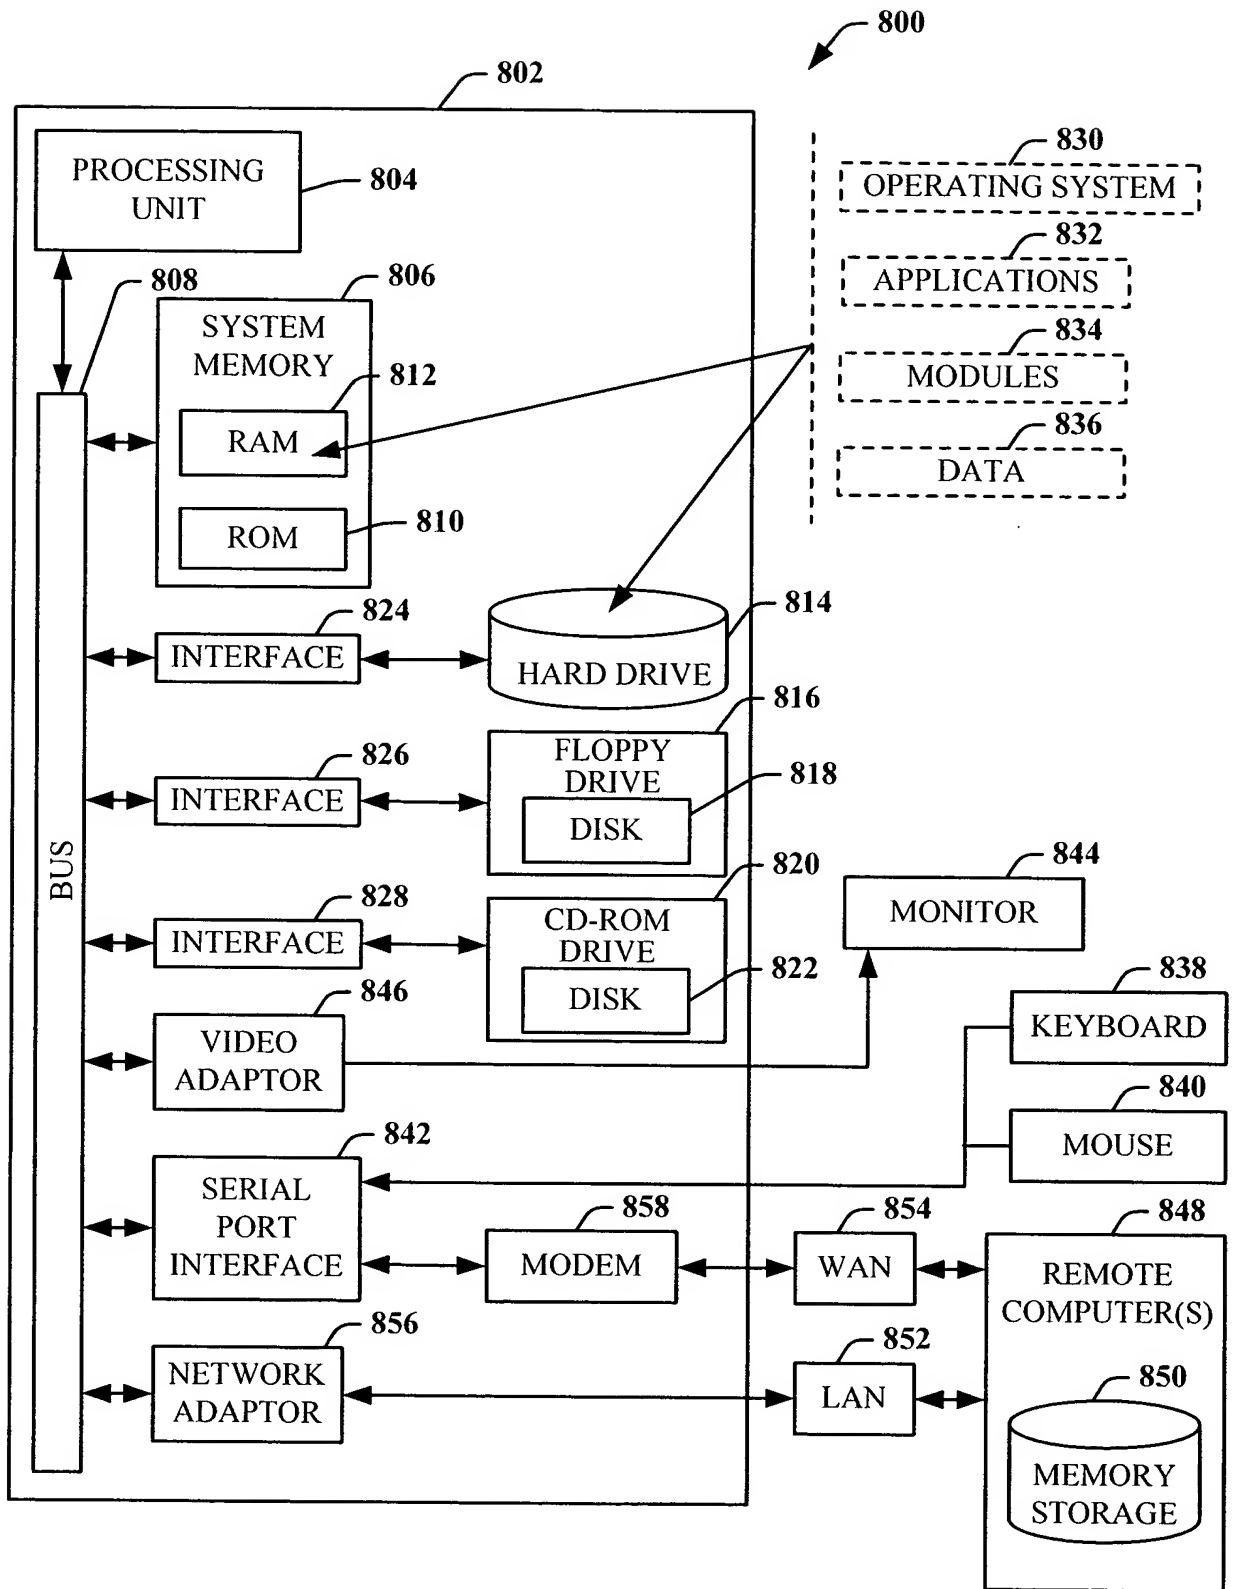 800
802
PROCESSING
UNIT
804
830
OPERATING SYSTEM
832
APPLICATIONS
834
MODULES
836
DATA
808
806
SYSTEM
MEMORY
812
RAM
ROM
810
BUS
824
INTERFACE
814
HARD DRIVE
826
INTERFACE
816
FLOPPY
DRIVE
818
DISK
828
INTERFACE
820
CD-ROM
DRIVE
822
DISK
844
MONITOR
846
VIDEO
ADAPTOR
838
KEYBOARD
840
MOUSE
842
SERIAL
PORT
INTERFACE
858
MODEM
854
WAN
848
REMOTE
COMPUTER(S)
856
NETWORK
ADAPTOR
852
LAN
850
MEMORY
STORAGE